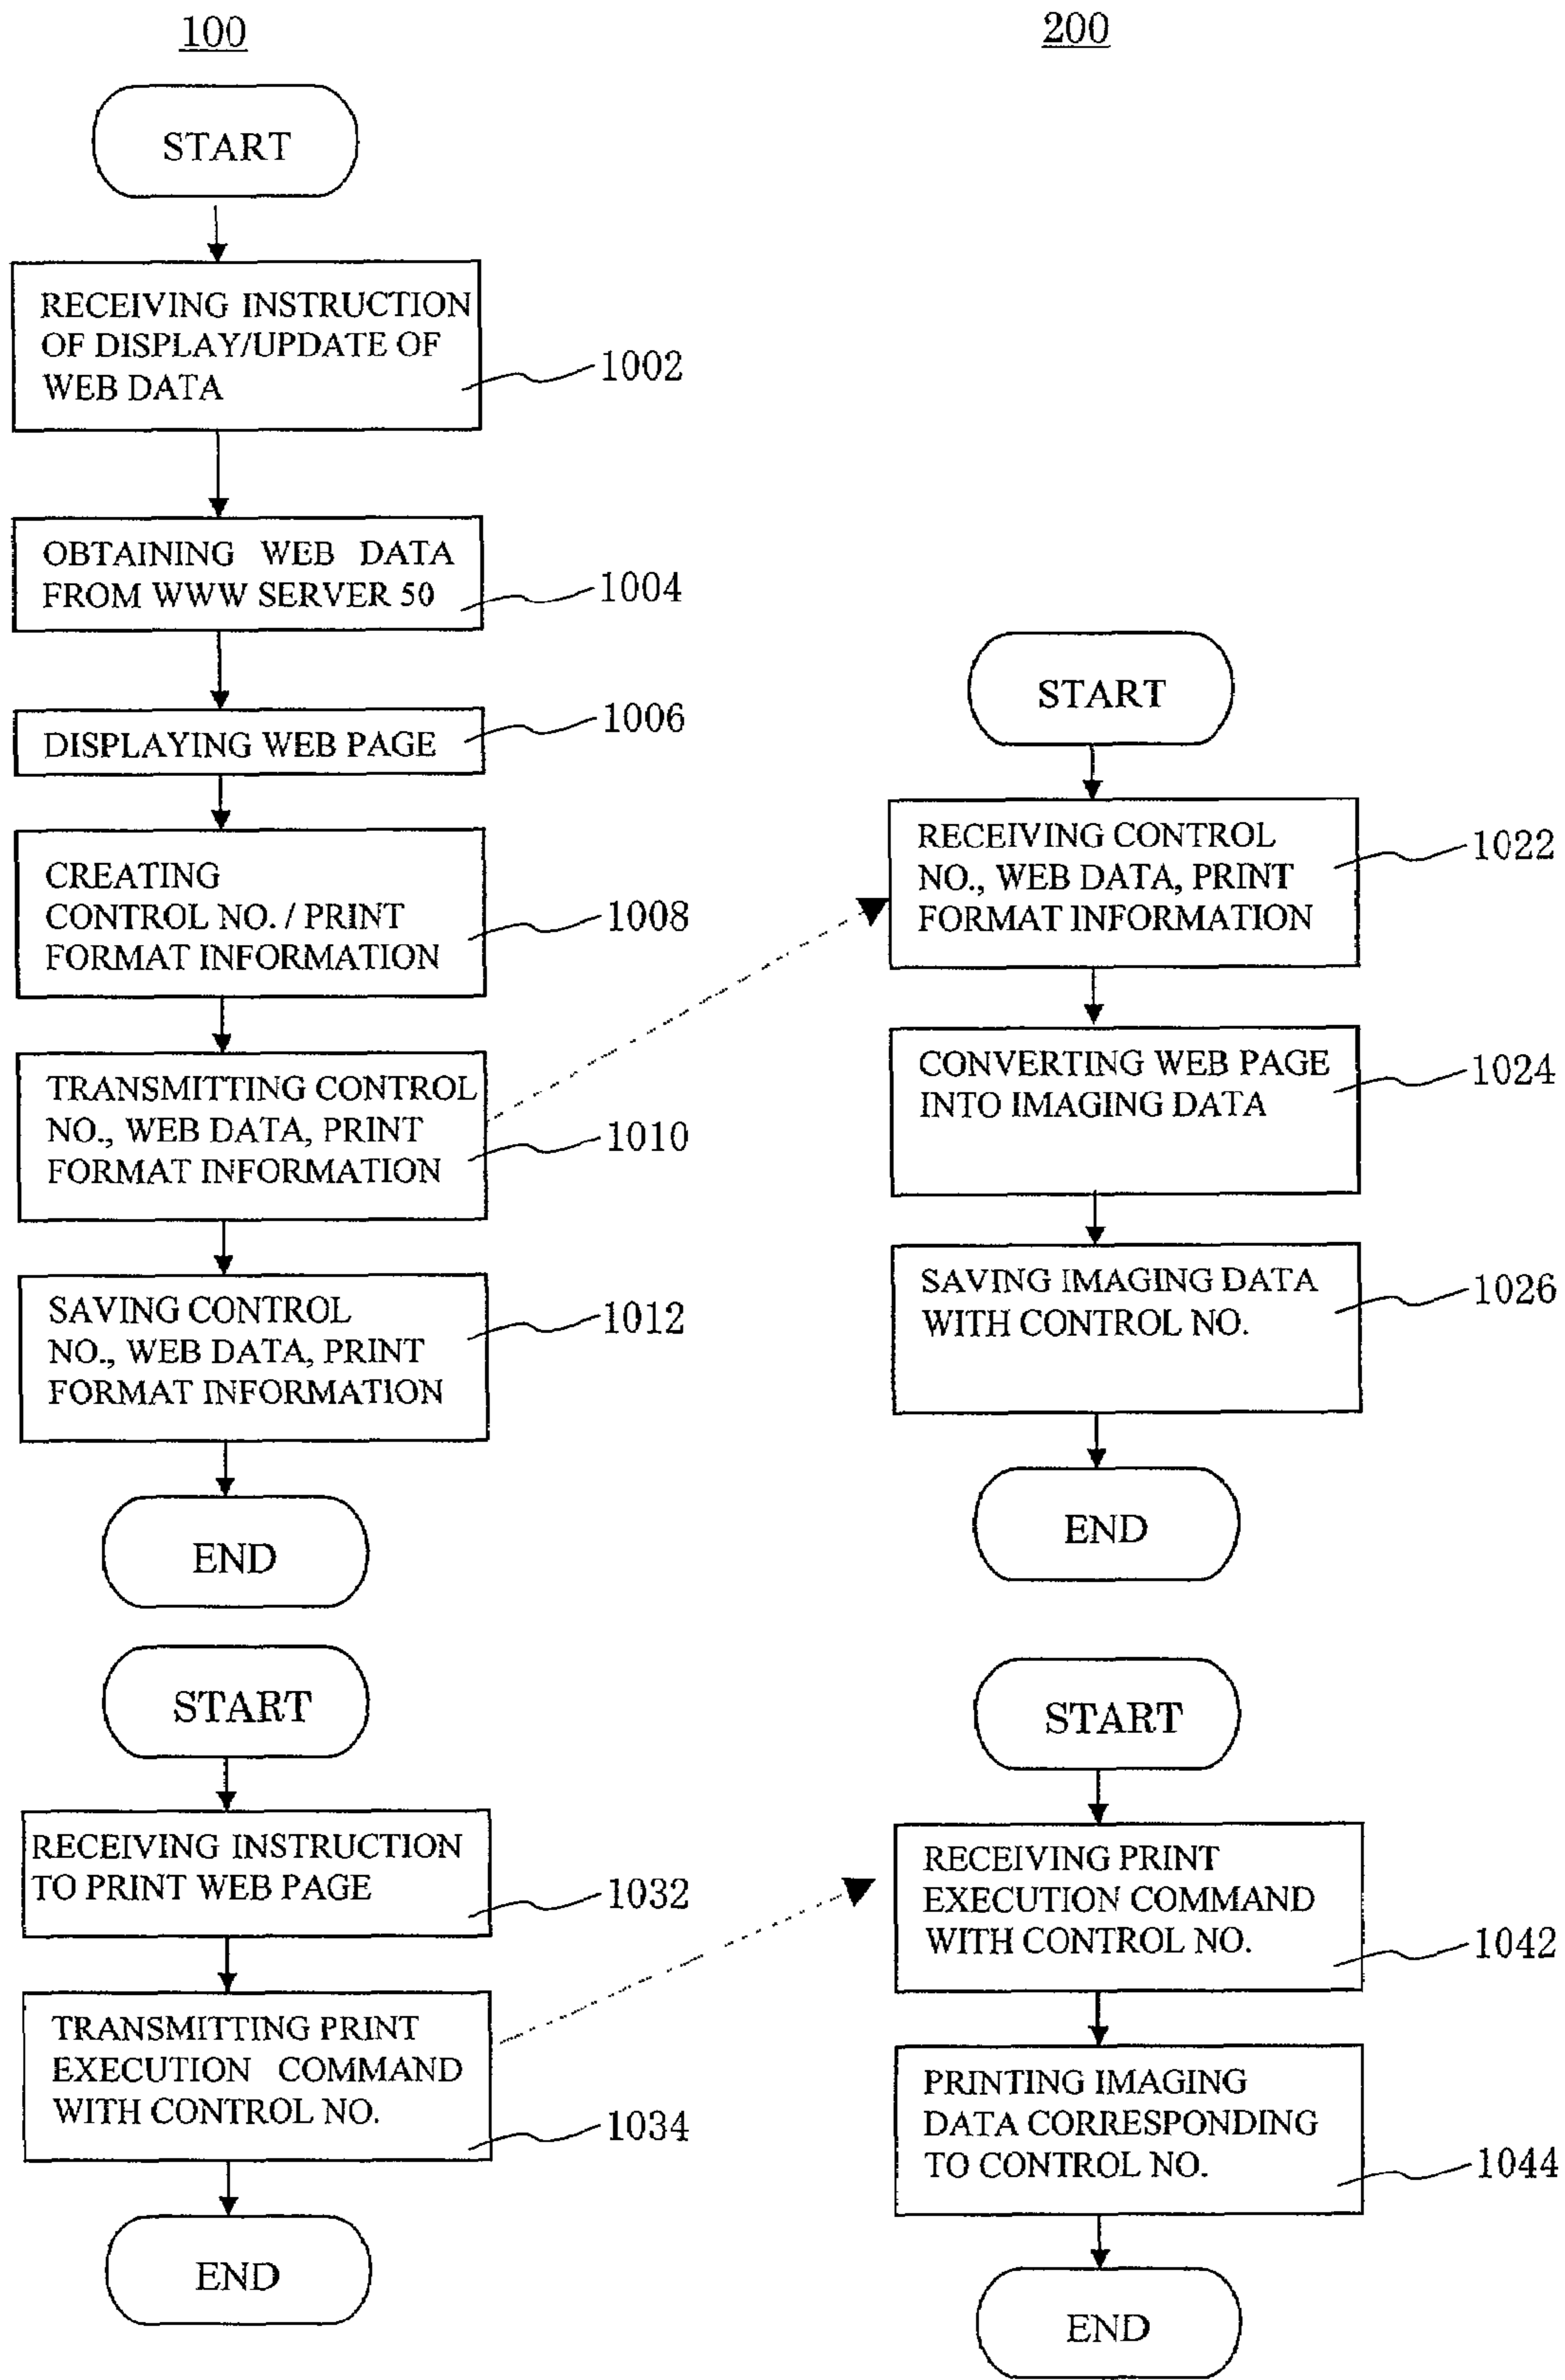 100
START
RECEIVING INSTRUCTION
OF DISPLAY/UPDATE OF
WEB DATA
1002
OBTAINING WEB DATA
FROM WWW SERVER 50
1004
DISPLAYING WEB PAGE
1006
CREATING
CONTROL NO. / PRINT
FORMAT INFORMATION
1008
TRANSMITTING CONTROL
NO., WEB DATA, PRINT
FORMAT INFORMATION
1010
SAVING CONTROL
NO., WEB DATA, PRINT
FORMAT INFORMATION
1012
END
START
RECEIVING INSTRUCTION
TO PRINT WEB PAGE
1032
TRANSMITTING PRINT
EXECUTION COMMAND
WITH CONTROL NO.
1034
END
200
START
RECEIVING CONTROL
NO., WEB DATA, PRINT
FORMAT INFORMATION
1022
CONVERTING WEB PAGE
INTO IMAGING DATA
1024
SAVING IMAGING DATA
WITH CONTROL NO.
1026
END
START
RECEIVING PRINT
EXECUTION COMMAND
WITH CONTROL NO.
1042
PRINTING IMAGING
DATA CORRESPONDING
TO CONTROL NO.
1044
END